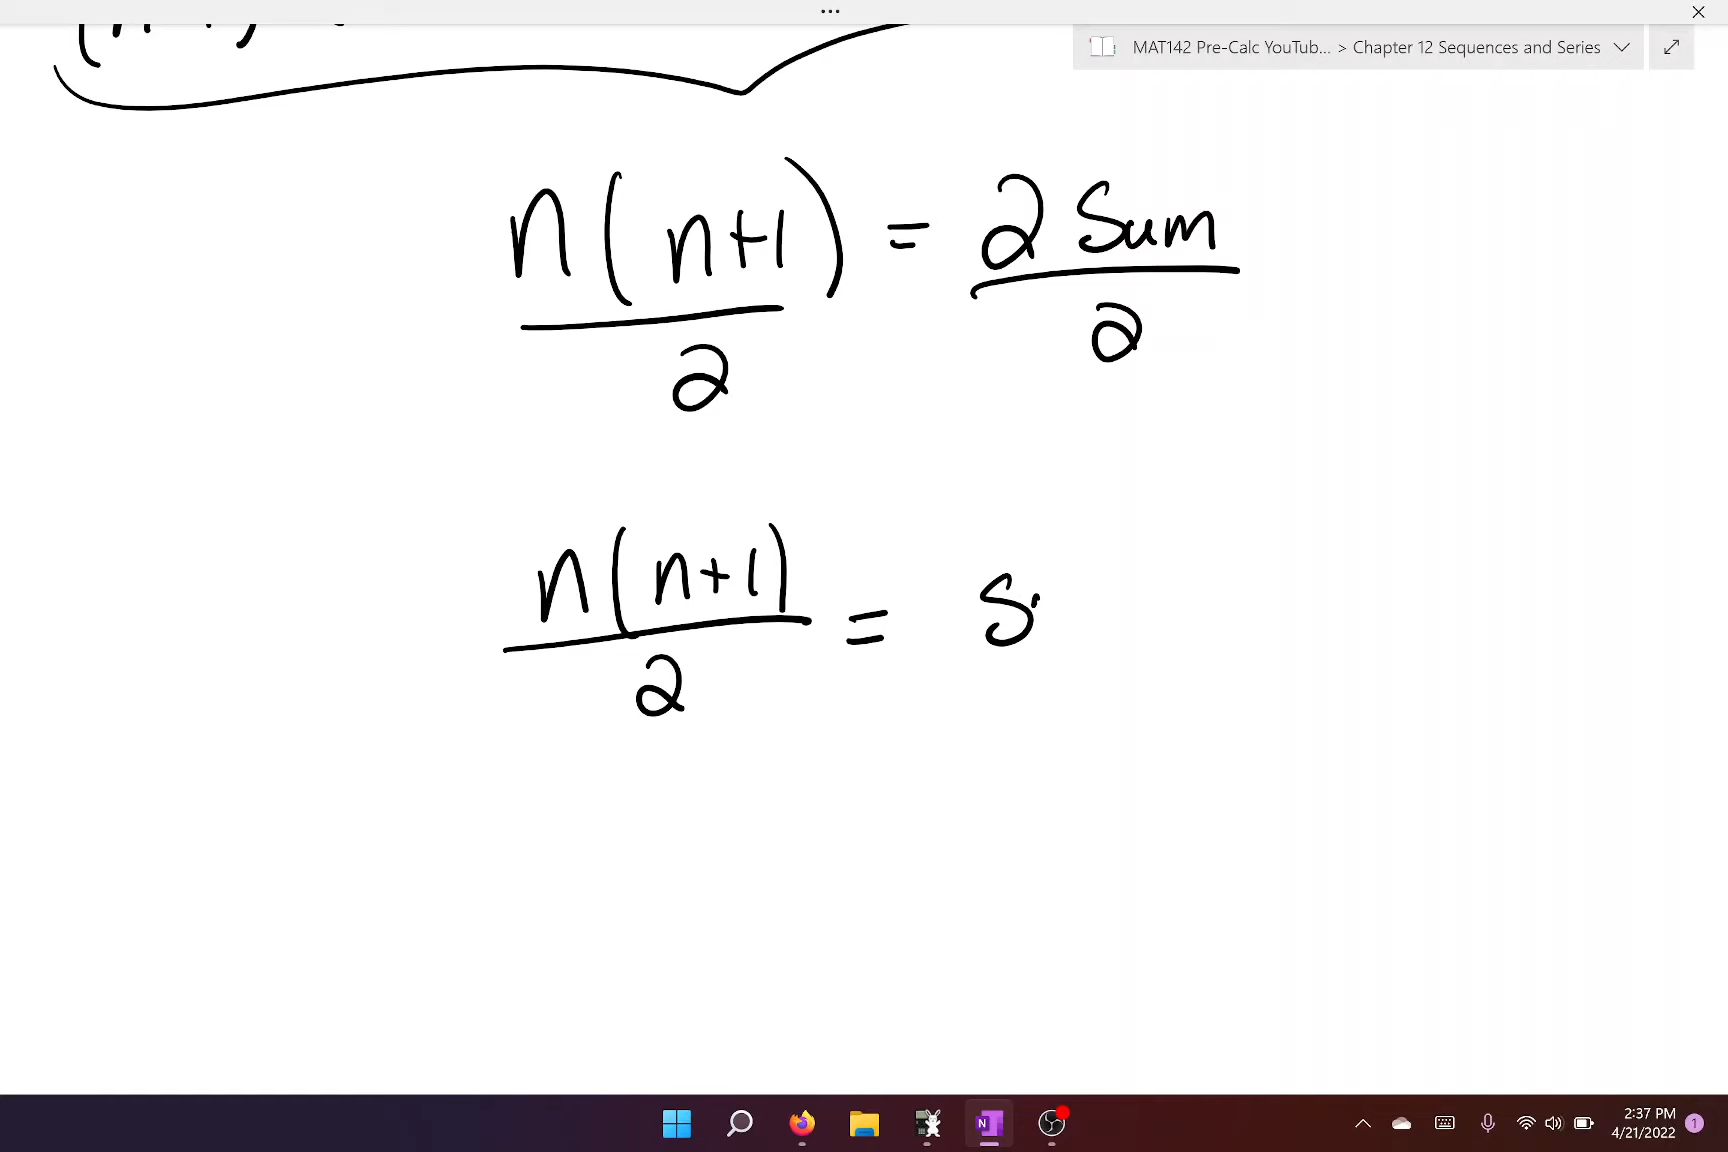 MAT142 Pre-Calc YouTub... > Chapter 12 Sequences and Series
n(n+1) = 2 Sum
2 2
n(n+1) = S
2
2:37 PM
4/21/2022
1